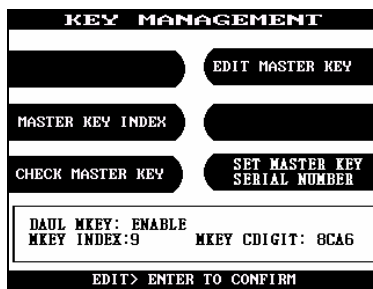 KEY MANAGEMENT
EDIT MASTER KEY
MASTER KEY INDEX
CHECK MASTER KEY
SET MASTER KEY
SERIAL NUMBER
DAUL MKEY: ENABLE
MKEY INDEX:9 MKEY CDIGIT: 8CA6
EDIT> ENTER TO CONFIRM